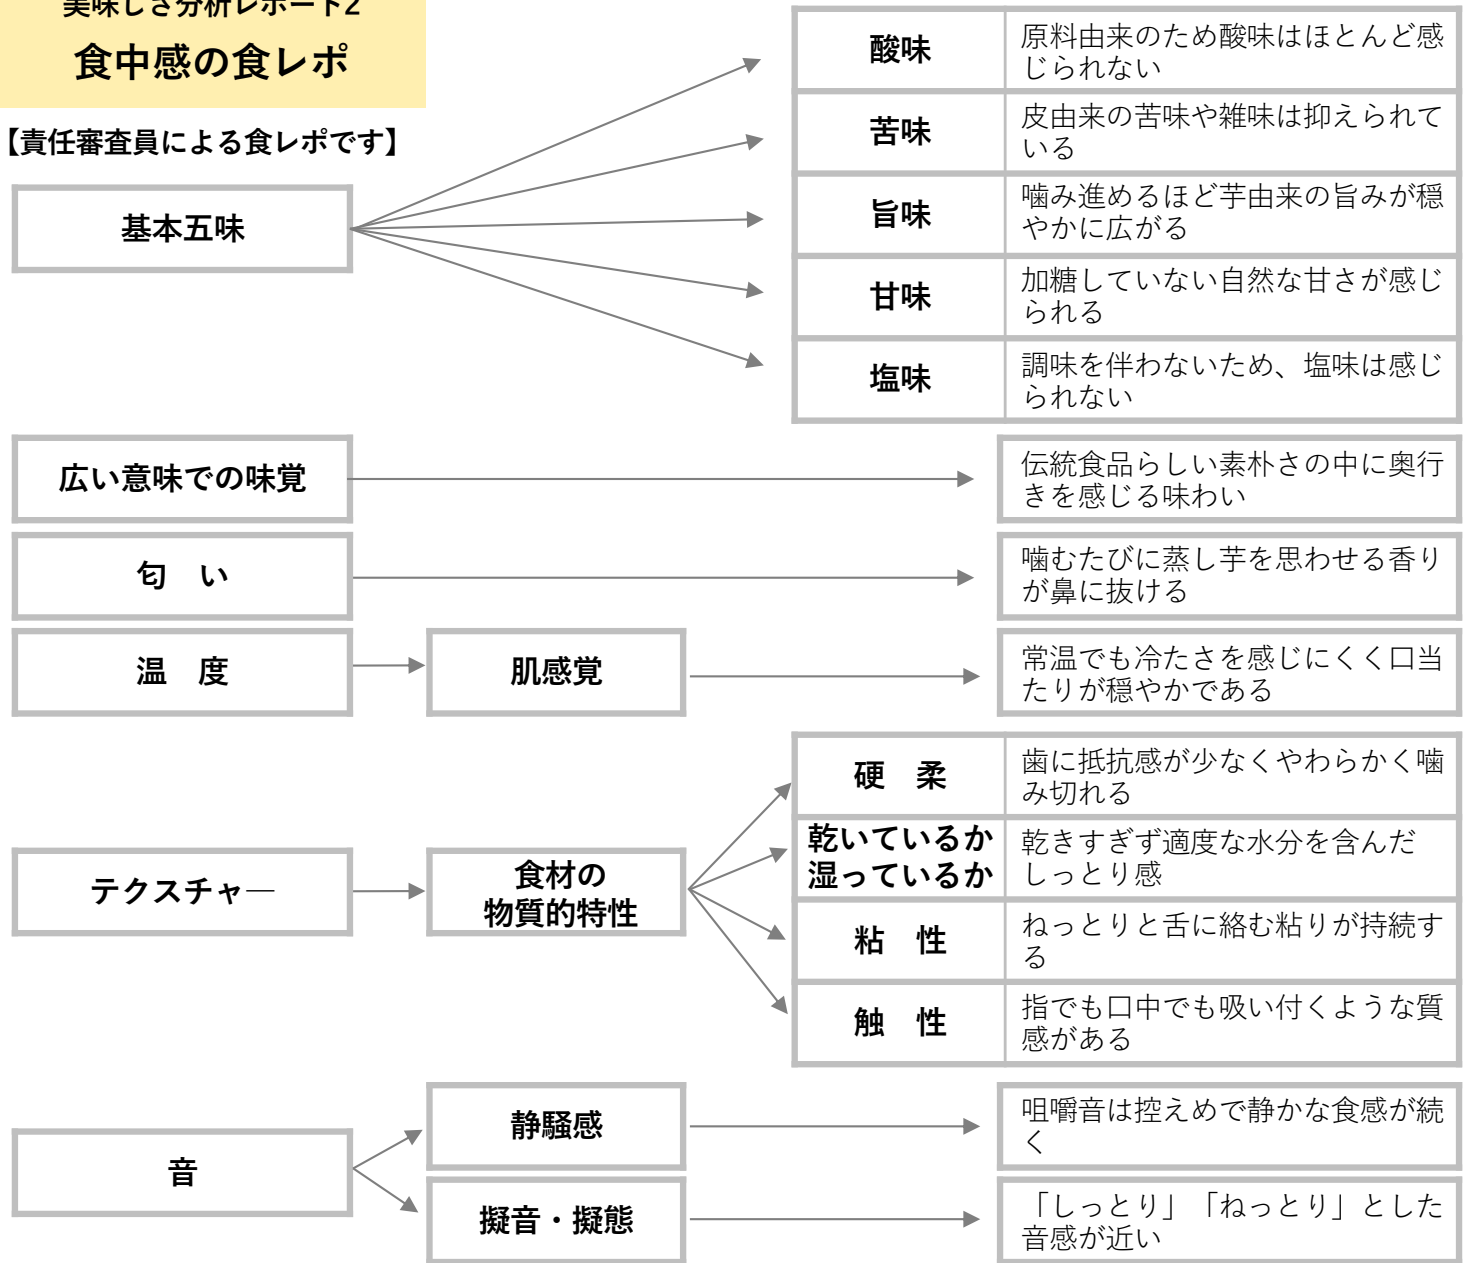 美味しさ分析レポート2
食中感の食レポ
【責任審査員による食レポです】
基本五味
酸味
原料由来のため酸味はほとんど感
じられない
苦味
皮由来の苦味や雑味は抑えられて
いる
旨味
噛み進めるほど芋由来の旨みが穏
やかに広がる
甘味
加糖していない自然な甘さが感じ
られる
塩味
調味を伴わないため、塩味は感じ
られない
広い意味での味覚
伝統食品らしい素朴さの中に奥行
きを感じる味わい
匂　い
噛むたびに蒸し芋を思わせる香り
が鼻に抜ける
温　度
肌感覚
常温でも冷たさを感じにくく口当
たりが穏やかである
テクスチャ―
食材の
物質的特性
硬　柔
歯に抵抗感が少なくやわらかく噛
み切れる
乾いているか
湿っているか
乾きすぎず適度な水分を含んだ
しっとり感
粘　性
ねっとりと舌に絡む粘りが持続す
る
触　性
指でも口中でも吸い付くような質
感がある
音
静騒感
咀嚼音は控えめで静かな食感が続
く
擬音・擬態
「しっとり」「ねっとり」とした
音感が近い